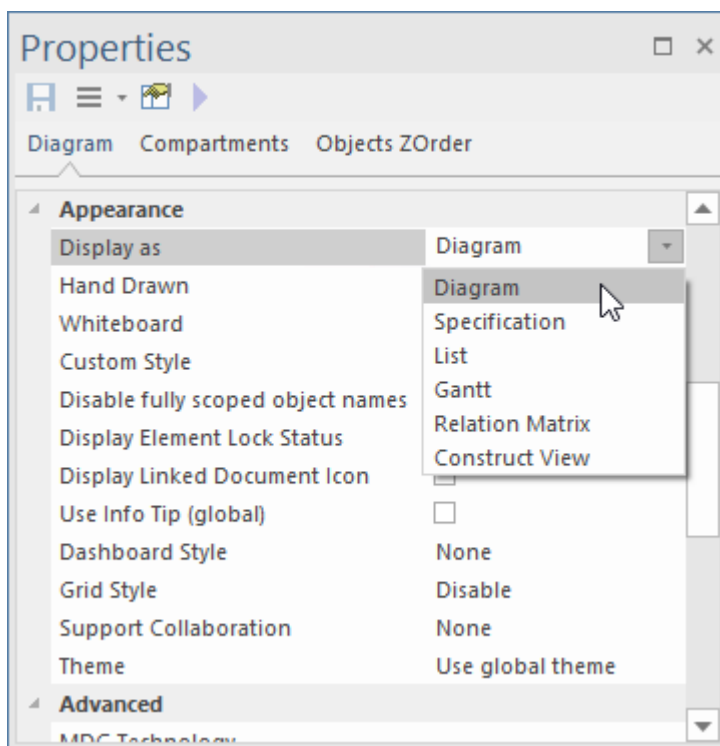 Properties
Diagram Compartments Objects ZOrder
Appearance
Display as Diagram
Hand Drawn Diagram
Whiteboard Specification
Custom Style List
Disable fully scoped object names Gantt
Display Element Lock Status Relation Matrix
Display Linked Document Icon Construct View
Use Info Tip (global)
Dashboard Style None
Grid Style Disable
Support Collaboration None
Theme Use global theme
Advanced
MDG Technology